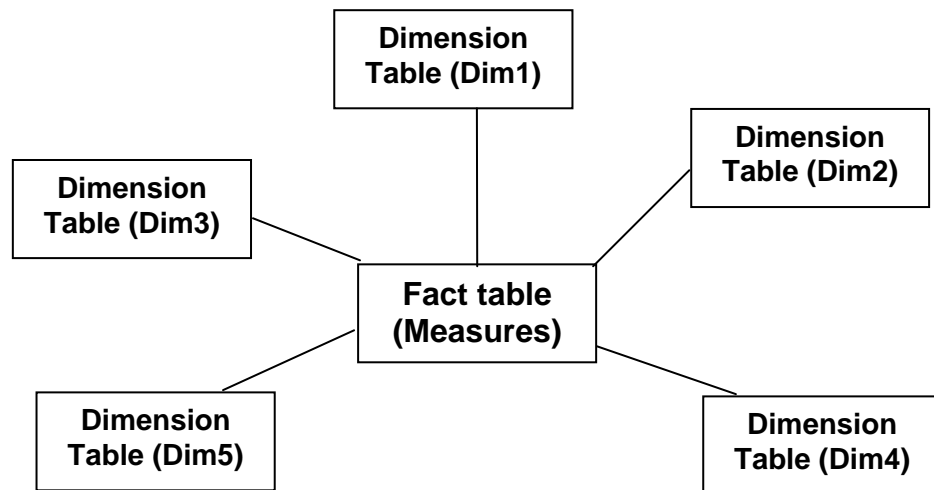 Dimension
Table (Dim1)
Dimension
Table (Dim2)
Dimension
Table (Dim3)
Fact table
(Measures)
Dimension
Table (Dim5)
Dimension
Table (Dim4)